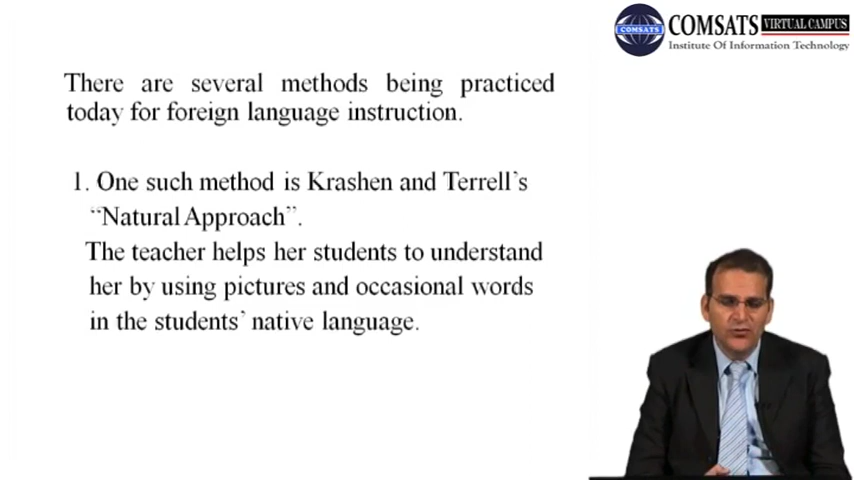 COMSATS VIRTUAL CAMPUS
COMSATS
Institute Of Information Technology
There are several methods being practiced
today for foreign language instruction.
1. One such method is Krashen and Terrell's
“Natural Approach”.
The teacher helps her students to understand
her by using pictures and occasional words
in the students' native language.